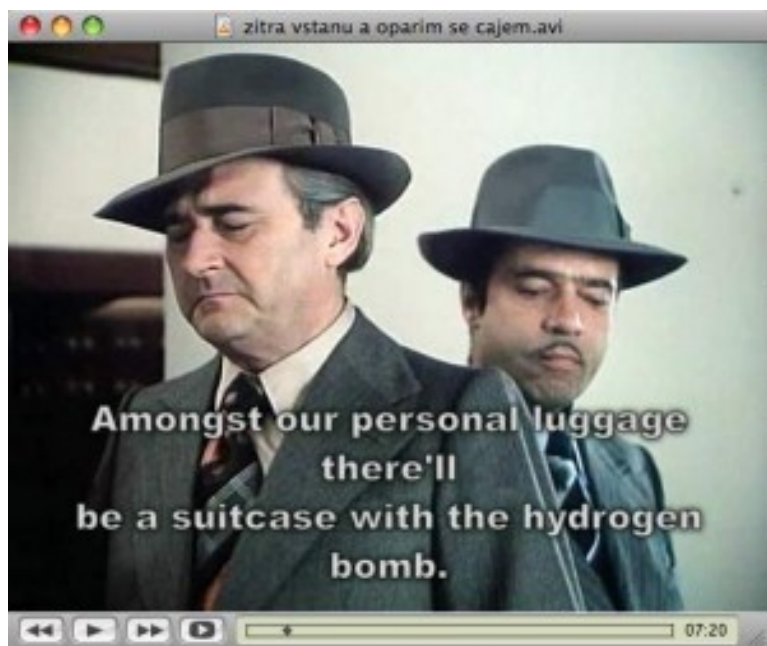 zitra vstanu a oparim se cajem.avi
Amongst our personal luggage
there'll
be a suitcase with the hydrogen
bomb.
07:20